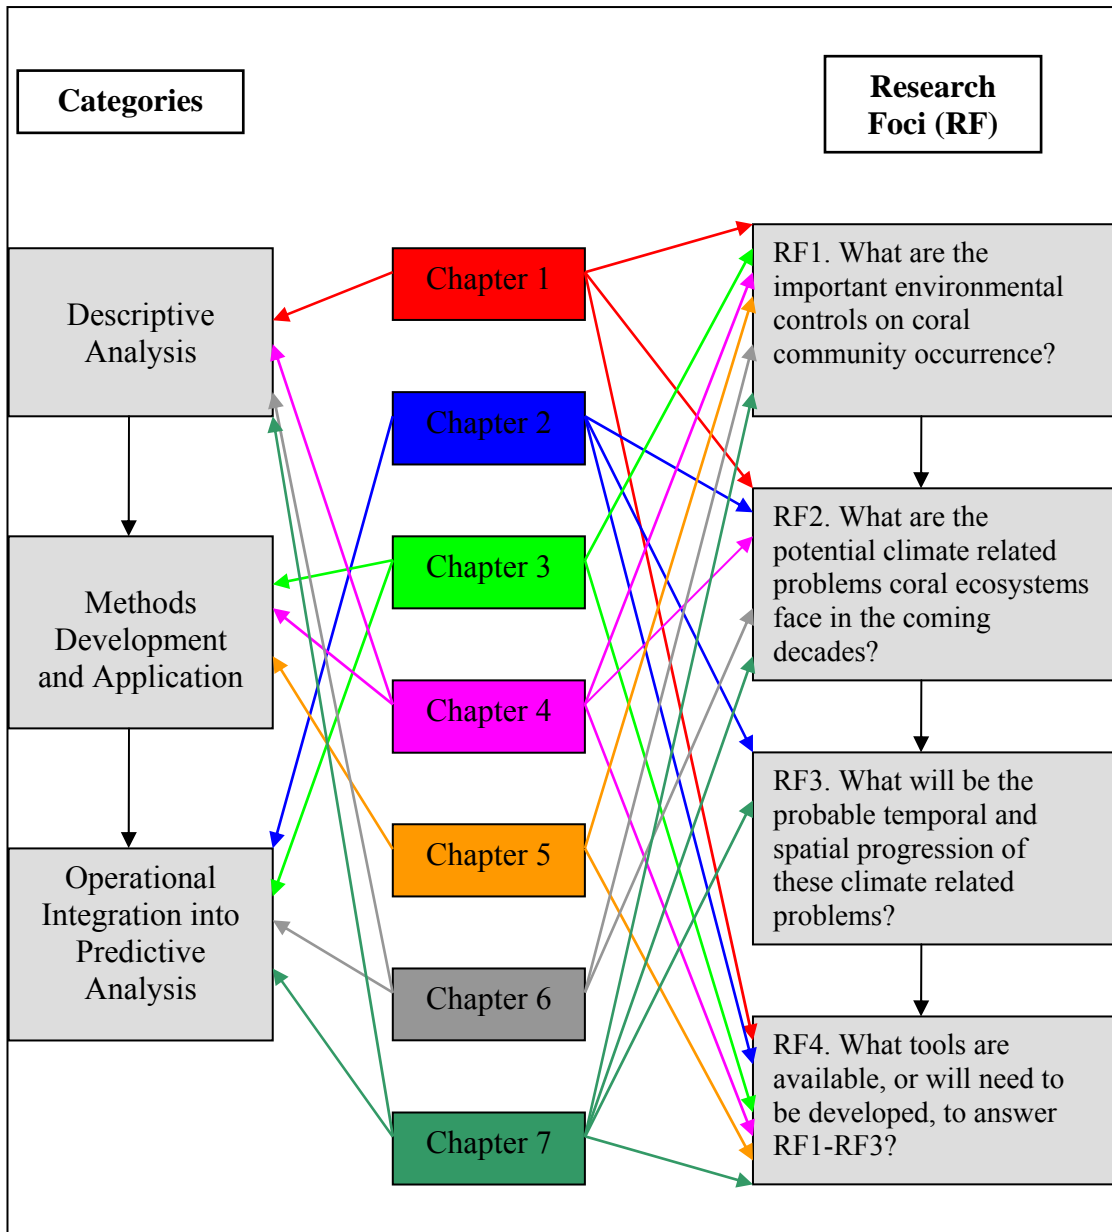 Categories
Research
Foci (RF)
Descriptive
Analysis
Methods
Development
and Application
Operational
Integration into
Predictive
Analysis
Chapter 1
Chapter 2
Chapter 3
Chapter 4
Chapter 5
Chapter 6
Chapter 7
RF1. What are the
important environmental
controls on coral
community occurrence?
RF2. What are the
potential climate related
problems coral ecosystems
face in the coming
decades?
RF3. What will be the
probable temporal and
spatial progression of
these climate related
problems?
RF4. What tools are
available, or will need to
be developed, to answer
RF1-RF3?